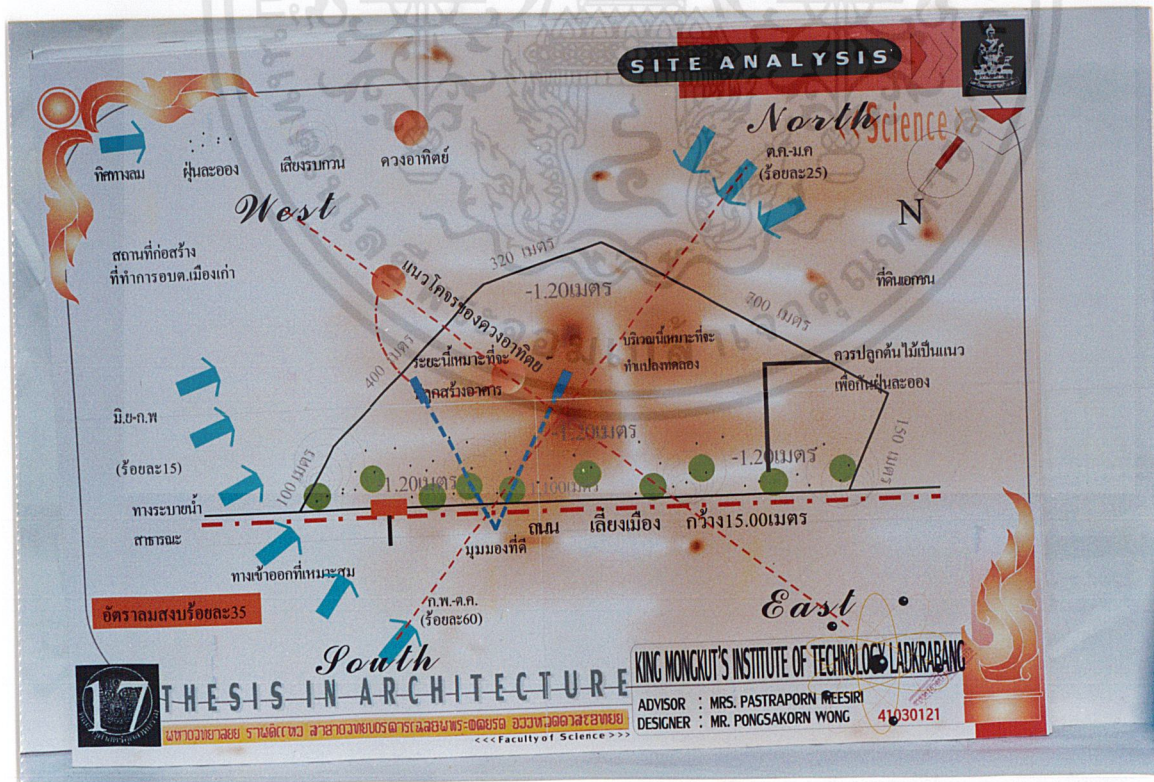 SITE ANALYSIS
ทิศทางลม
ฝุ่นละออง
เสียงรบกวน
ดวงอาทิตย์
North
Science
ต.ค.-ม.ค
(ร้อยละ25)
N
West
สถานที่ก่อสร้าง
ที่ทำการอบต.เมืองเก่า
320 เมตร
แนวโคจรของดวงอาทิตย์
-1.20เมตร
700 เมตร
ที่ดินเอกชน
400 เมตร
ระยะนี้เหมาะที่จะ
ปลูกสร้างอาคาร
บริเวณนี้เหมาะที่จะ
ทำแปลงทดลอง
ควรปลูกต้นไม้เป็นแนว
เพื่อกันฝุ่นละออง
มิ.ย-ก.พ
(ร้อยละ15)
100 เมตร
-1.20เมตร
1.20เมตร
-1.20เมตร
150 เมตร
ทางระบายน้ำ
สาธารณะ
ถนน เลี่ยงเมือง กว้าง15.00เมตร
มุมมองที่ดี
ทางเข้าออกที่เหมาะสม
อัตราลมสงบร้อยละ35
ก.พ.-ต.ค.
(ร้อยละ60)
South
East
17
THESIS IN ARCHITECTURE
<<<Faculty of Science >>>
KING MONGKUT'S INSTITUTE OF TECHNOLOGY LADKRABANG
ADVISOR : MRS. PASTRAPORN MEESIRI
DESIGNER : MR. PONGSAKORN WONG
41030121